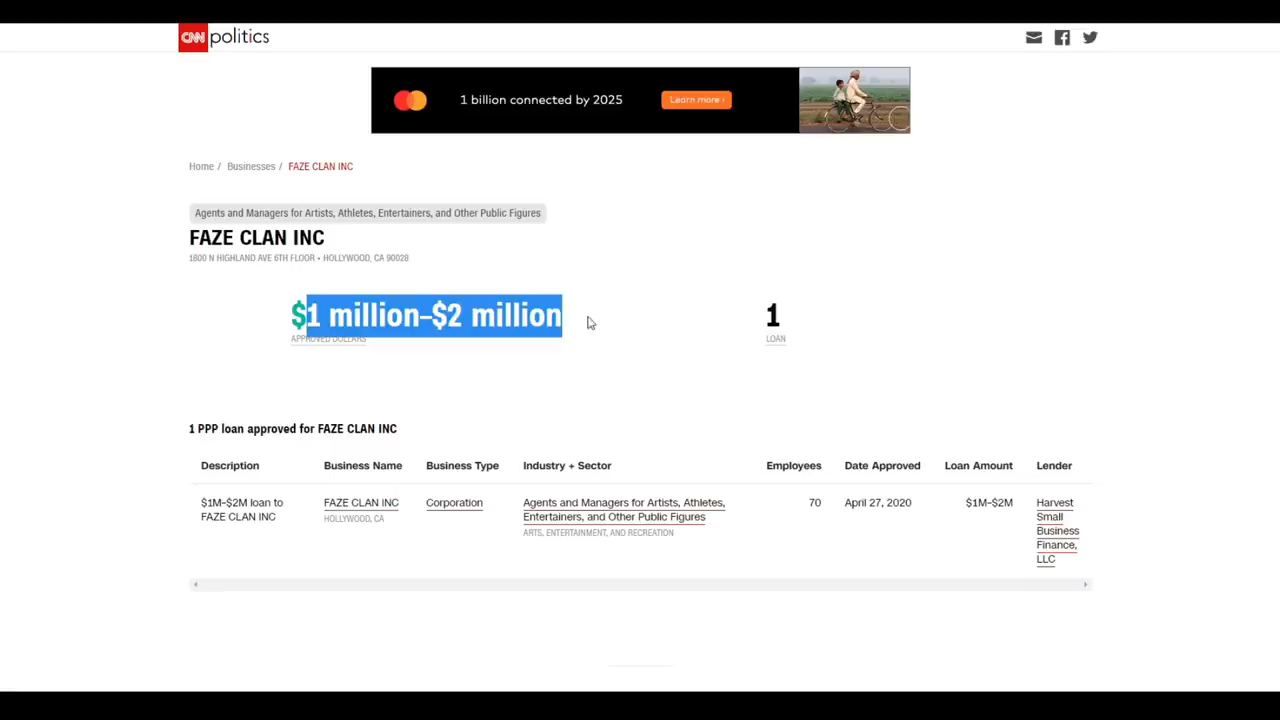 CNN politics
1 billion connected by 2025
Learn more ›
Home / Businesses / FAZE CLAN INC
Agents and Managers for Artists, Athletes, Entertainers, and Other Public Figures
FAZE CLAN INC
1800 N HIGHLAND AVE 6TH FLOOR • HOLLYWOOD, CA 90028
$1 million–$2 million
APPROVED DOLLARS
1
LOAN
1 PPP loan approved for FAZE CLAN INC
Description Business Name Business Type Industry + Sector Employees Date Approved Loan Amount Lender
$1M–$2M loan to FAZE CLAN INC Corporation Agents and Managers for Artists, Athletes, 70 April 27, 2020 $1M–$2M Harvest
FAZE CLAN INC HOLLYWOOD, CA Entertainers, and Other Public Figures Small
ARTS, ENTERTAINMENT, AND RECREATION Business
Finance,
LLC